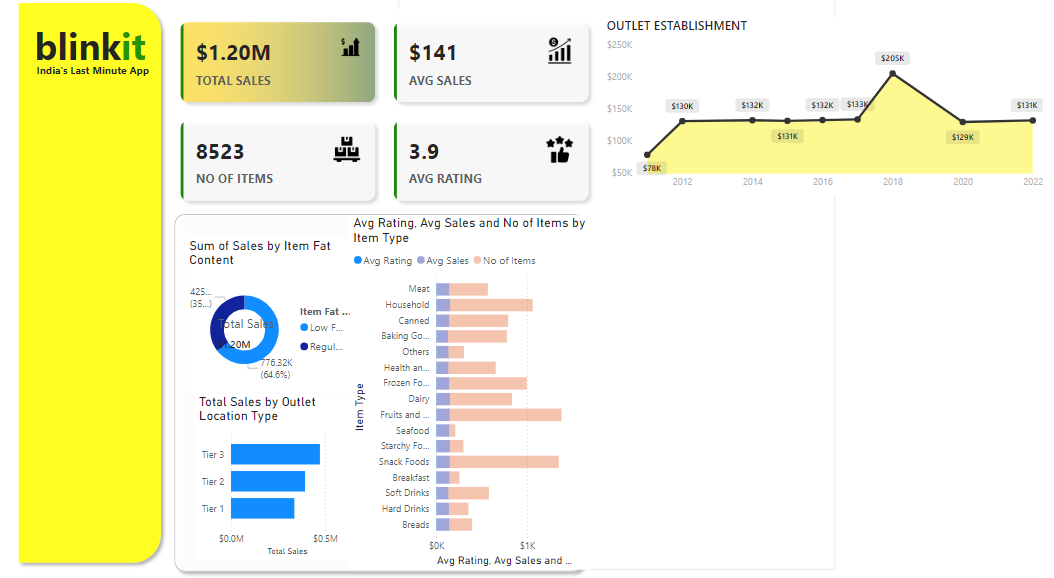 blinkit
India's Last Minute App
$1.20M
TOTAL SALES
$141
AVG SALES
8523
NO OF ITEMS
3.9
AVG RATING
OUTLET ESTABLISHMENT
$250K
$200K
$150K
$100K
$50K
$78K
$130K
$132K
$131K
$132K
$133K
$205K
$129K
$131K
2012
2014
2016
2018
2020
2022
Sum of Sales by Item Fat
Content
425...
(35...)
Total Sales
1.20M
776.32K
(64.6%)
Item Fat ...
Low F...
Regul...
Total Sales by Outlet
Location Type
Tier 3
Tier 2
Tier 1
$0.0M
$0.5M
Total Sales
Avg Rating, Avg Sales and No of Items by
Item Type
Avg Rating
Avg Sales
No of Items
Item Type
Meat
Household
Canned
Baking Go...
Others
Health an...
Frozen Fo...
Dairy
Fruits and ...
Seafood
Starchy Fo...
Snack Foods
Breakfast
Soft Drinks
Hard Drinks
Breads
$0K
$1K
Avg Rating, Avg Sales and ...